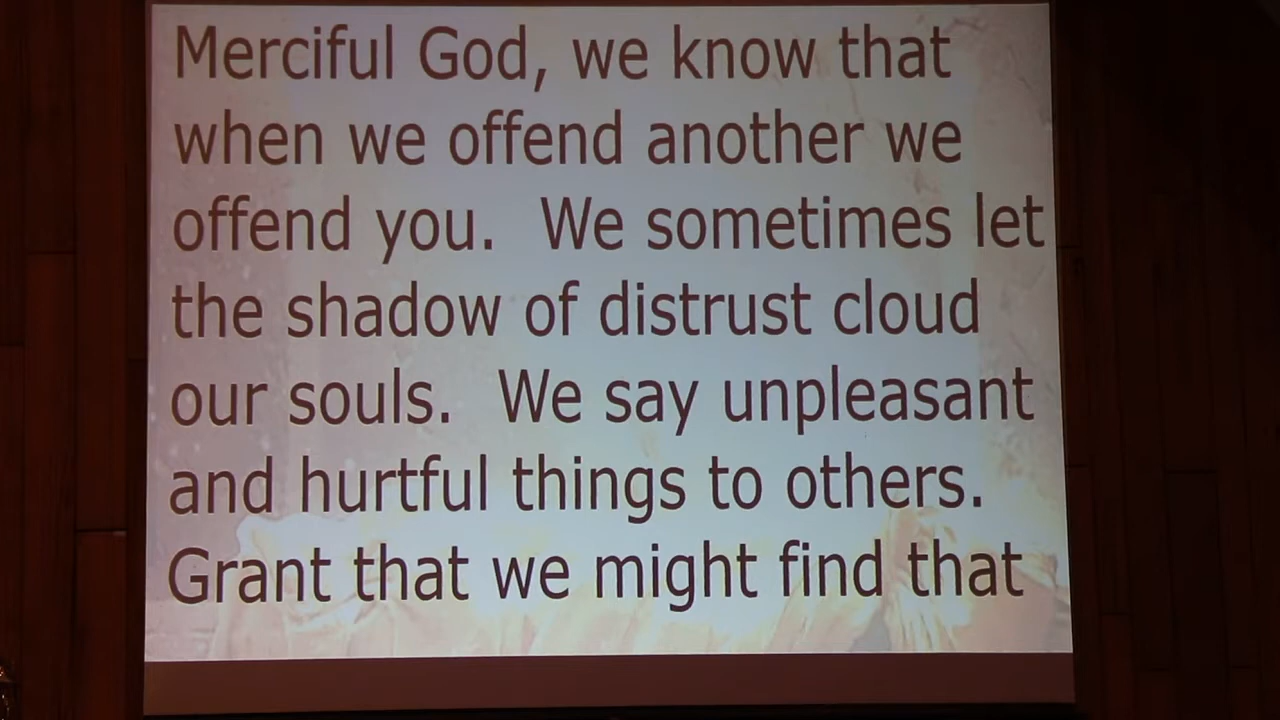 Merciful God, we know that
when we offend another we
offend you.  We sometimes let
the shadow of distrust cloud
our souls.  We say unpleasant
and hurtful things to others.
Grant that we might find that